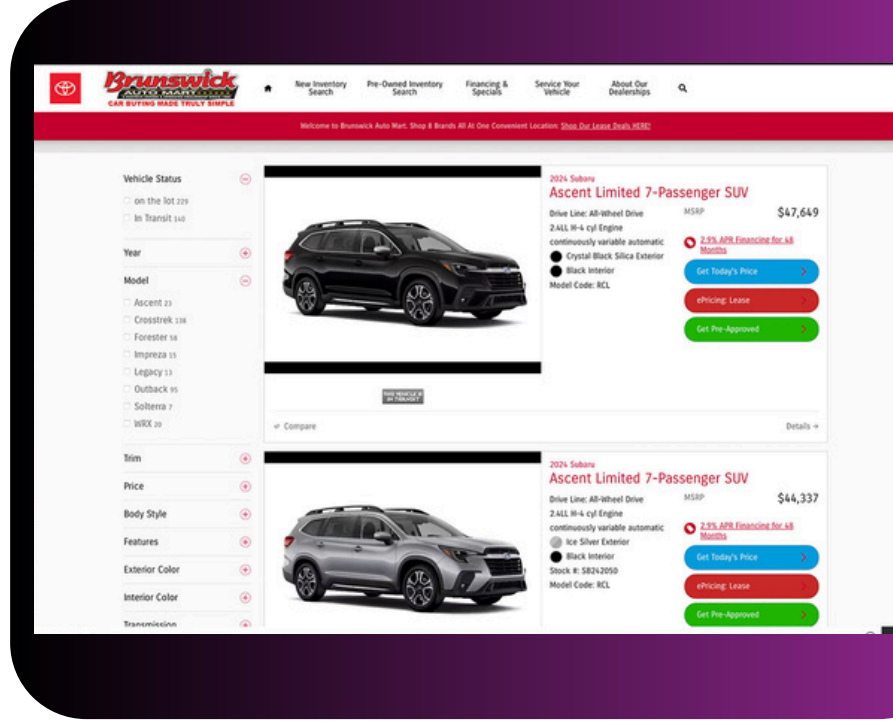 Brunswick
AUTO MART
CAR BUYING MADE TRULY SIMPLE
New Inventory
Search
Pre-Owned Inventory
Search
Financing &
Specials
Service Your
Vehicle
About Our
Dealerships
Welcome to Brunswick Auto Mart. Shop 8 Brands All At One Convenient Location: Shop Our Lease Deals HERE!
Vehicle Status
on the lot 229
In Transit 140
Year
Model
Ascent 23
Crosstrek 138
Forester 58
Impreza 15
Legacy 13
Outback 95
Solterra 7
WRX 20
Trim
Price
Body Style
Features
Exterior Color
Interior Color
Transmission
2024 Subaru
Ascent Limited 7-Passenger SUV
Drive Line: All-Wheel Drive
2.4LL H-4 cyl Engine
continuously variable automatic
Crystal Black Silica Exterior
Black Interior
Model Code: RCL
MSRP $47,649
2.9% APR Financing for 48
Months
Get Today's Price
ePricing: Lease
Get Pre-Approved
THIS VEHICLE IS
IN TRANSIT
Compare
Details
2024 Subaru
Ascent Limited 7-Passenger SUV
Drive Line: All-Wheel Drive
2.4LL H-4 cyl Engine
continuously variable automatic
Ice Silver Exterior
Black Interior
Stock #: SB242050
Model Code: RCL
MSRP $44,337
2.9% APR Financing for 48
Months
Get Today's Price
ePricing: Lease
Get Pre-Approved